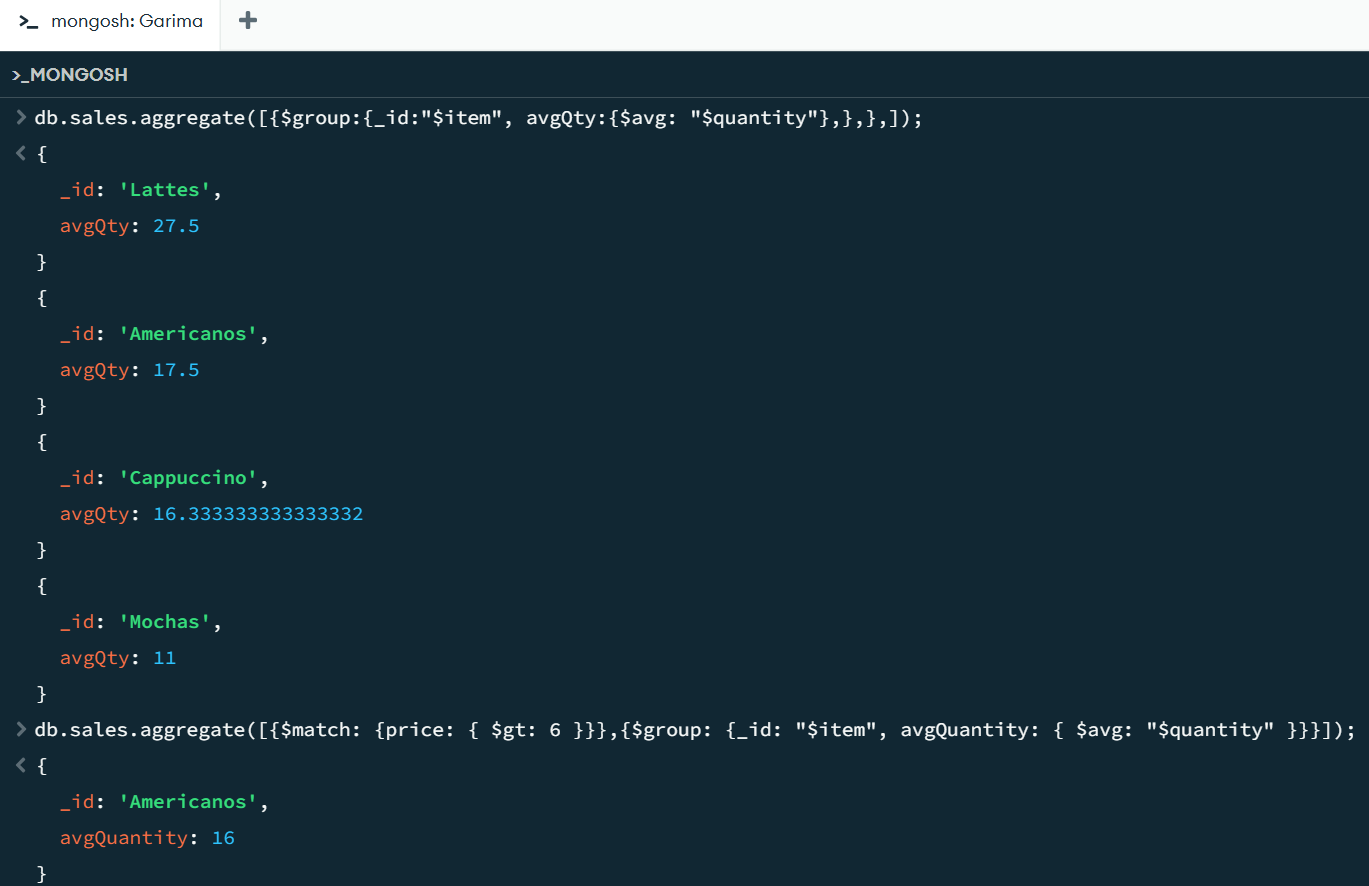 >_ mongosh: Garima +
>_MONGOSH
> db.sales.aggregate([{$group:{_id:"$item", avgQty:{$avg: "$quantity"},},},]);
< {
_id: 'Lattes',
avgQty: 27.5
}
{
_id: 'Americanos',
avgQty: 17.5
}
{
_id: 'Cappuccino',
avgQty: 16.333333333333332
}
{
_id: 'Mochas',
avgQty: 11
}
> db.sales.aggregate([{$match: {price: { $gt: 6 }}},{$group: {_id: "$item", avgQuantity: { $avg: "$quantity" }}}]);
< {
_id: 'Americanos',
avgQuantity: 16
}